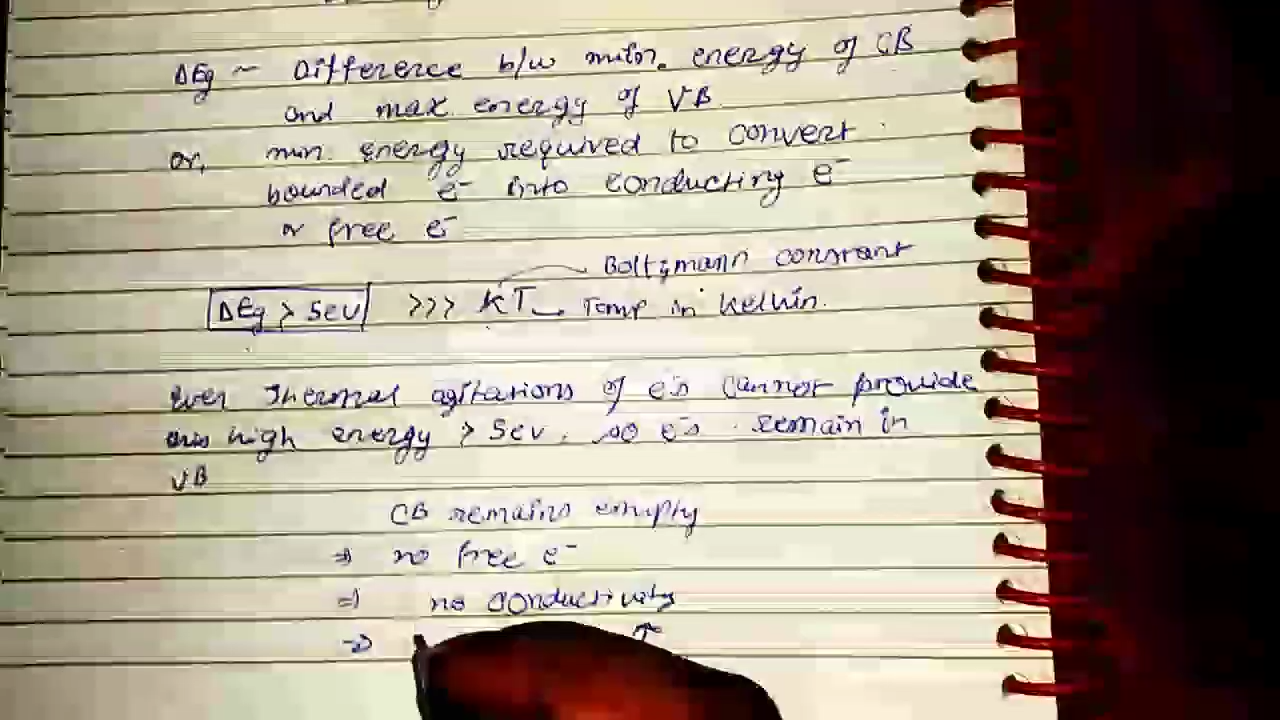 ΔEg ~ Difference b/w min. energy of CB
and max energy of VB
or, min. energy required to convert
bounded e⁻ into conducting e⁻
or free e⁻
Boltzmann constant
ΔEg > 5eV >>> KT → Temp in Kelvin.
Even thermal agitations of e⁻s cannot provide
this high energy > 5eV, so e⁻s remain in
VB
CB remains empty
⇒ no free e⁻
⇒ no conductivity
⇒ ↑